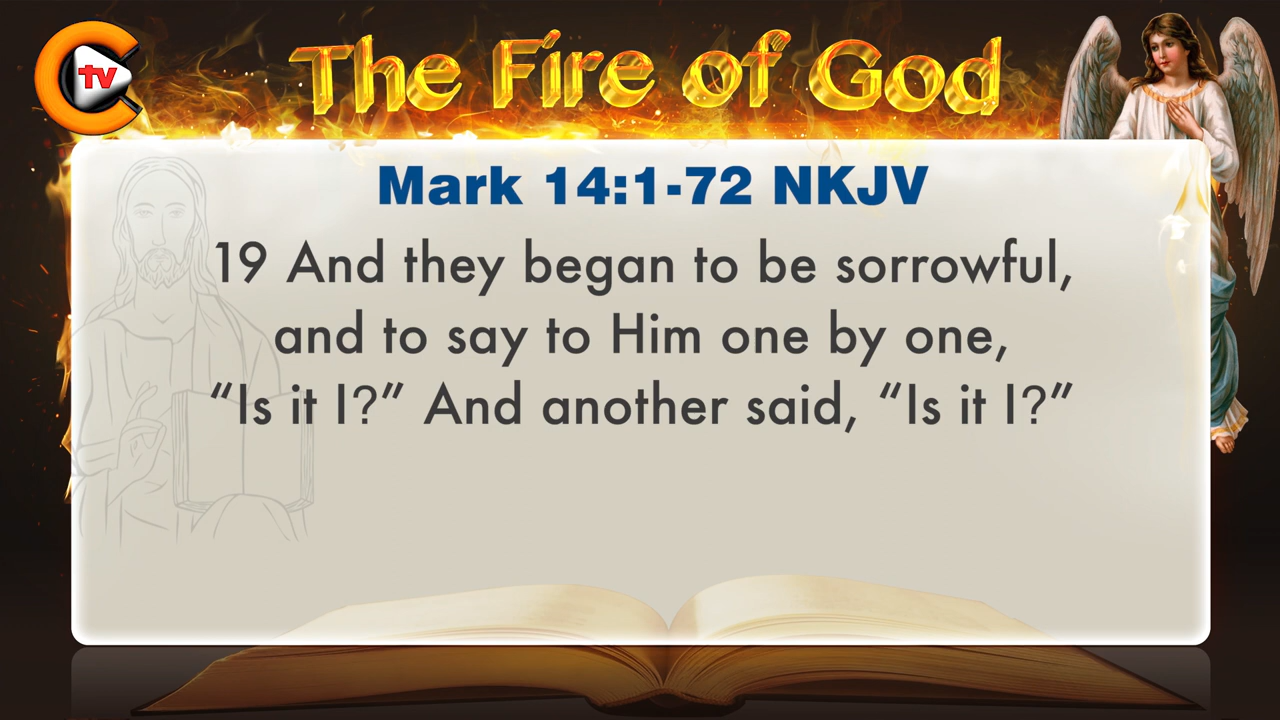 tv
The Fire of God
Mark 14:1-72 NKJV
19 And they began to be sorrowful,
and to say to Him one by one,
“Is it I?” And another said, “Is it I?”